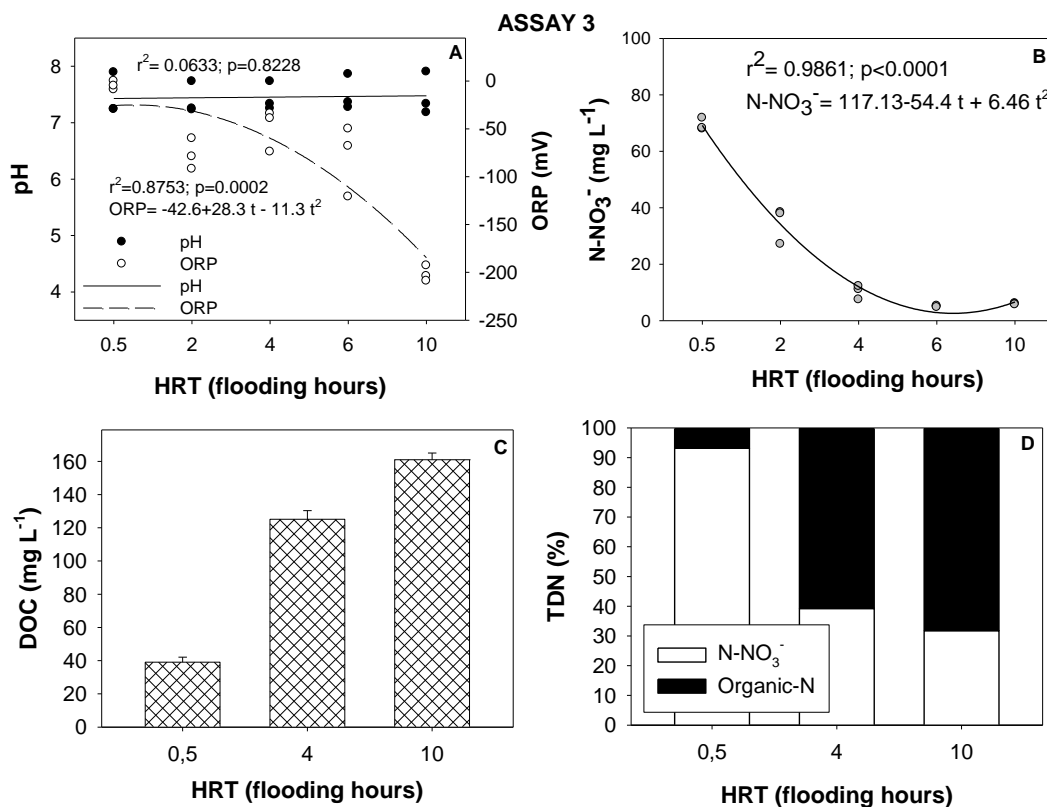 ASSAY 3
A
r²= 0.0633; p=0.8228
r²=0.8753; p=0.0002
ORP= -42.6+28.3 t - 11.3 t²
pH
ORP
pH
ORP
8
7
6
5
4
pH
0
-50
-100
-150
-200
-250
ORP (mV)
0.5 2 4 6 10
HRT (flooding hours)
B
r²= 0.9861; p<0.0001
N-NO₃⁻= 117.13-54.4 t + 6.46 t²
100
80
60
40
20
0
N-NO₃⁻ (mg L⁻¹)
0.5 2 4 6 10
HRT (flooding hours)
C
160
140
120
100
80
60
40
20
0
DOC (mg L⁻¹)
0,5 4 10
HRT (flooding hours)
D
100
90
80
70
60
50
40
30
20
10
0
TDN (%)
N-NO₃⁻
Organic-N
0,5 4 10
HRT (flooding hours)